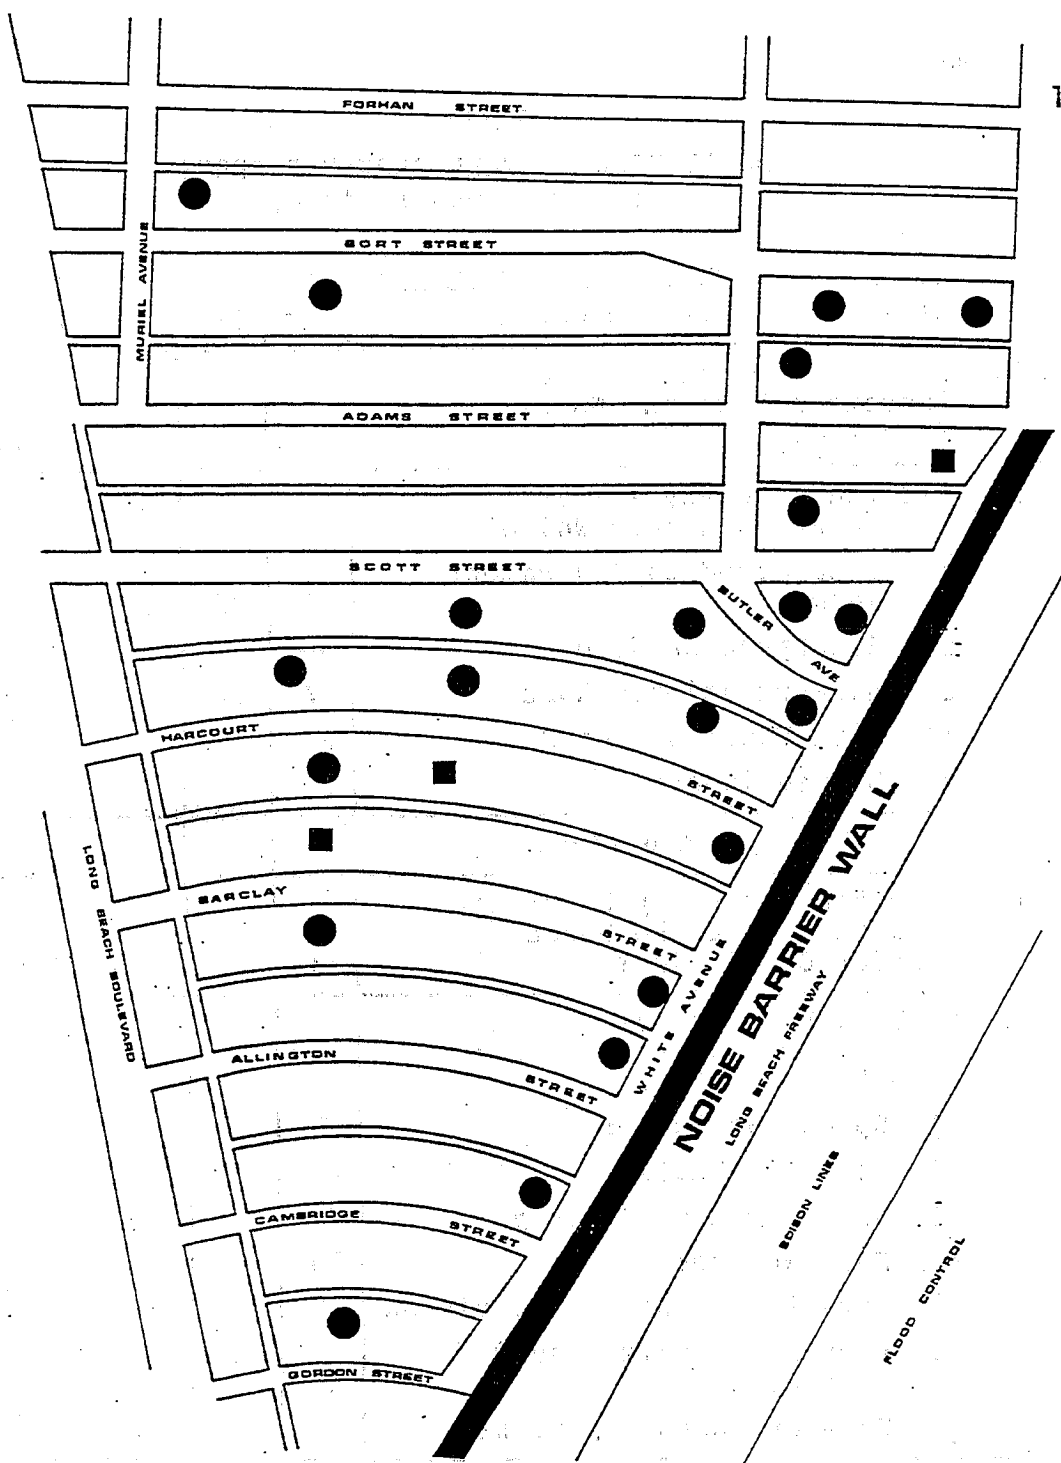 FORHAN STREET
MURIEL AVENUE
BORT STREET
ADAMS STREET
SCOTT STREET
BUTLER AVE
HARCOURT STREET
LONG BEACH BOULEVARD
BARCLAY STREET
WHITE AVENUE
NOISE BARRIER WALL
LONG BEACH FREEWAY
ALLINGTON STREET
EDISON LINES
CAMBRIDGE STREET
FLOOD CONTROL
GORDON STREET